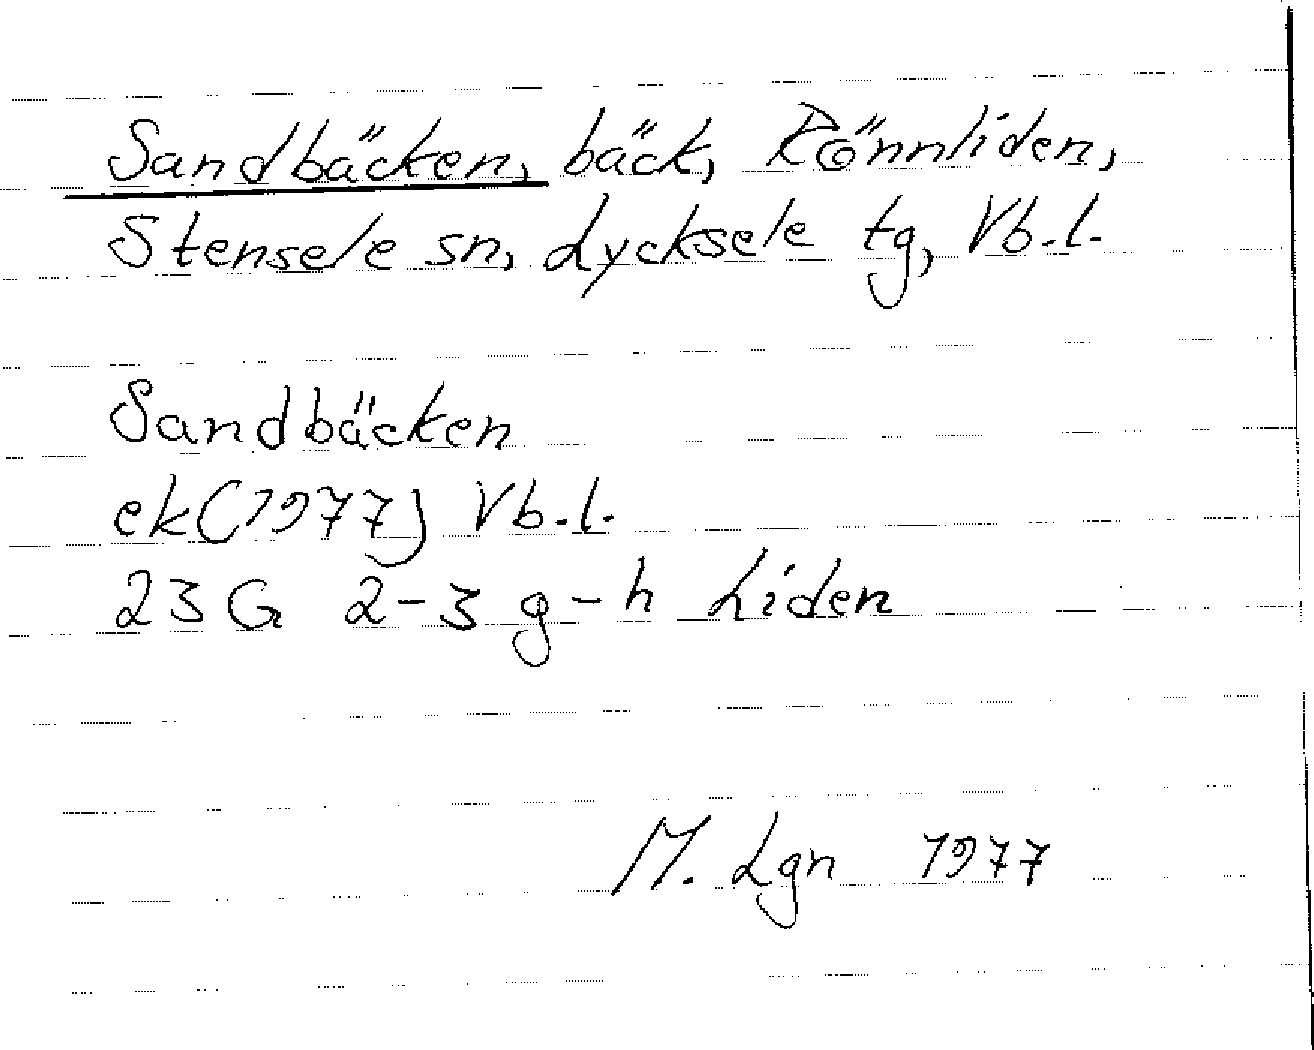 Sandbäcken, bäck, Rönnliden,
Stensele sn, Lycksele tg, Vb.l.
Sandbäcken
ek(1977) Vb.l.
23G 2-3 g-h Liden
M. Lgn 1977